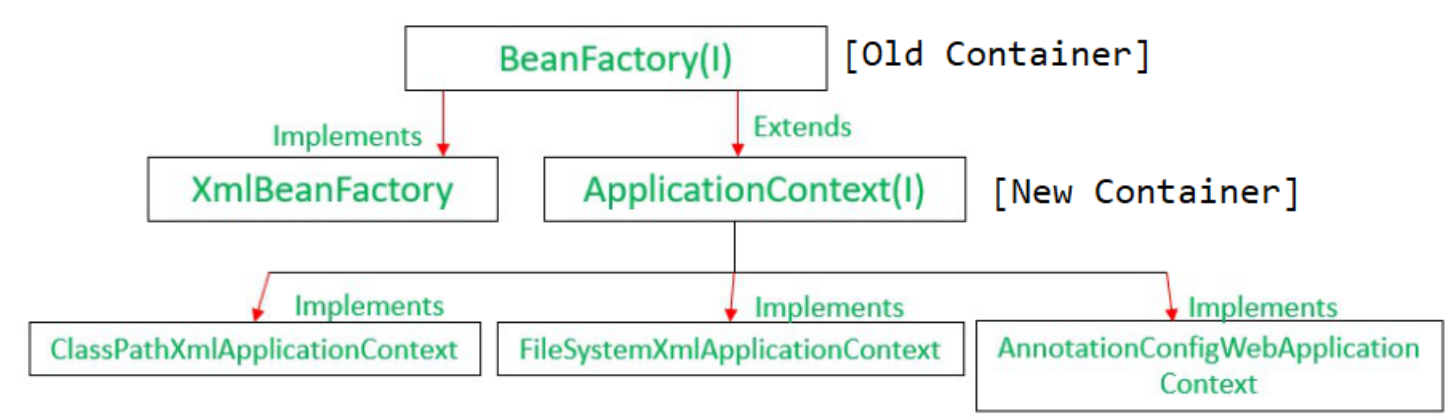 BeanFactory(I) [Old Container]
Implements Extends
XmlBeanFactory ApplicationContext(I) [New Container]
Implements Implements Implements
ClassPathXmlApplicationContext FileSystemXmlApplicationContext AnnotationConfigWebApplication
Context